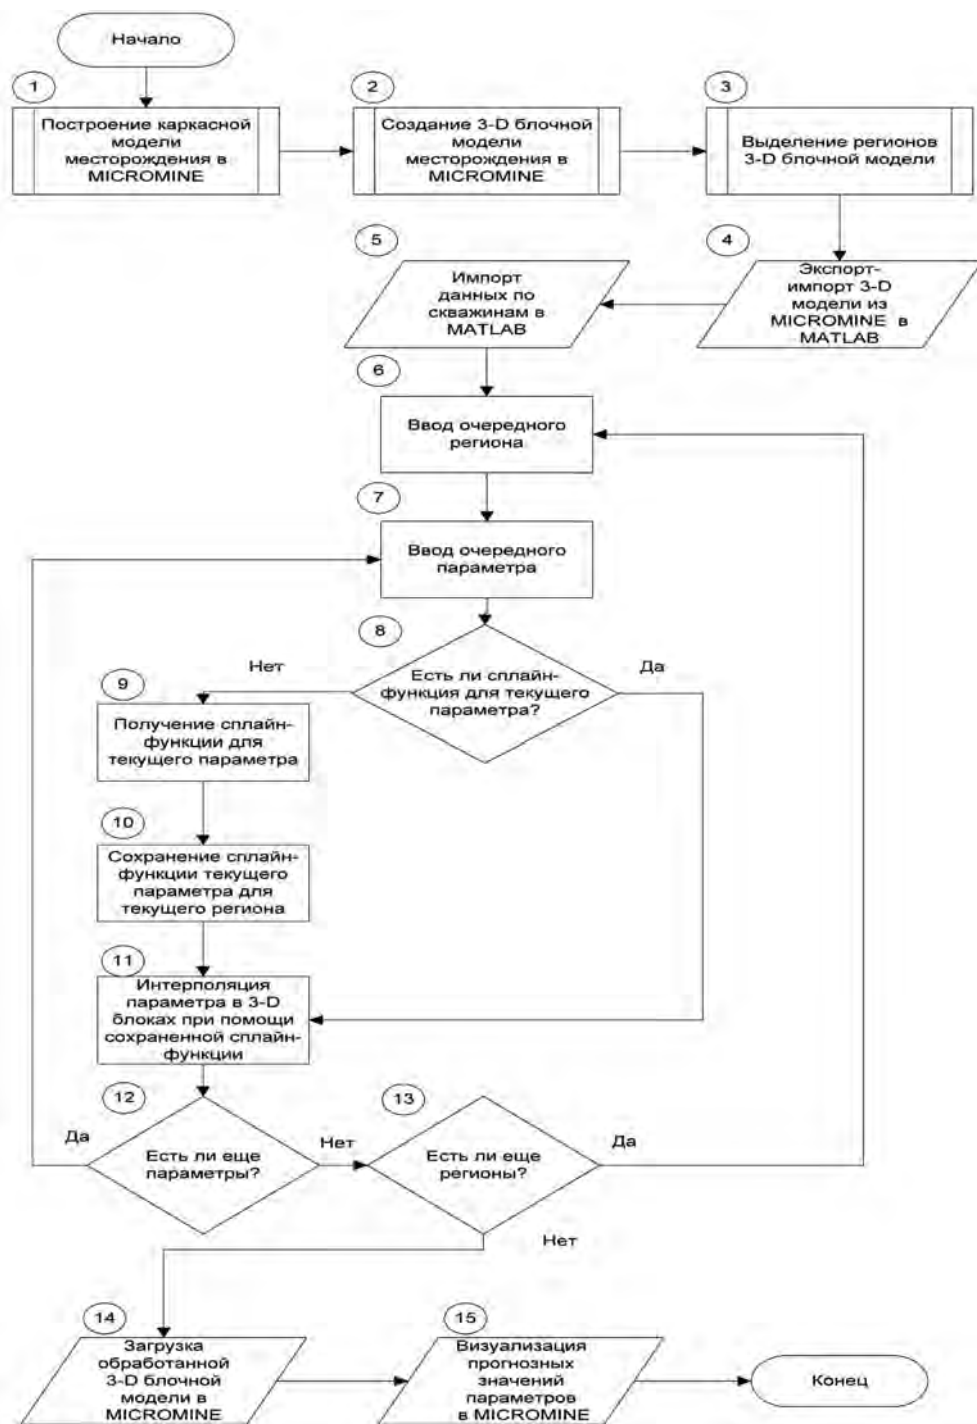 Начало
1
Построение каркасной
модели
месторождения в
MICROMINE
2
Создание 3-D блочной
модели
месторождения в
MICROMINE
3
Выделение регионов
3-D блочной модели
4
Экспорт-
импорт 3-D
модели из
MICROMINE в
MATLAB
5
Импорт
данных по
скважинам в
MATLAB
6
Ввод очередного
региона
7
Ввод очередного
параметра
8
Есть ли сплайн-
функция для текущего
параметра?
Нет
Да
9
Получение сплайн-
функции для
текущего параметра
10
Сохранение сплайн-
функции текущего
параметра для
текущего региона
11
Интерполяция
параметра в 3-D
блоках при помощи
сохраненной сплайн-
функции
12
Есть ли еще
параметры?
Да
Нет
13
Есть ли еще
регионы?
Да
Нет
14
Загрузка
обработанной
3-D блочной
модели в
MICROMINE
15
Визуализация
прогнозных
значений
параметров
в MICROMINE
Конец